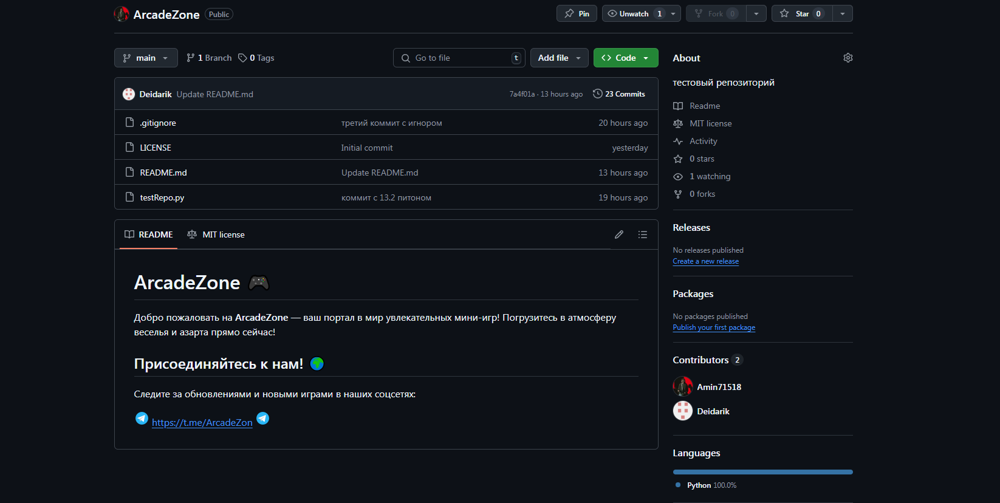 ArcadeZone Public Pin Unwatch 1 Fork 0 Star 0
main 1 Branch 0 Tags Go to file t Add file Code
Deidarik Update README.md 7a4f01a · 13 hours ago 23 Commits
.gitignore третий коммит с игнором 20 hours ago
LICENSE Initial commit yesterday
README.md Update README.md 13 hours ago
testRepo.py коммит с 13.2 питоном 19 hours ago
README MIT license
ArcadeZone
Добро пожаловать на ArcadeZone — ваш портал в мир увлекательных мини-игр! Погрузитесь в атмосферу
веселья и азарта прямо сейчас!
Присоединяйтесь к нам!
Следите за обновлениями и новыми играми в наших соцсетях:
https://t.me/ArcadeZon
About
тестовый репозиторий
Readme
MIT license
Activity
0 stars
1 watching
0 forks
Releases
No releases published
Create a new release
Packages
No packages published
Publish your first package
Contributors 2
Amin71518
Deidarik
Languages
Python 100.0%